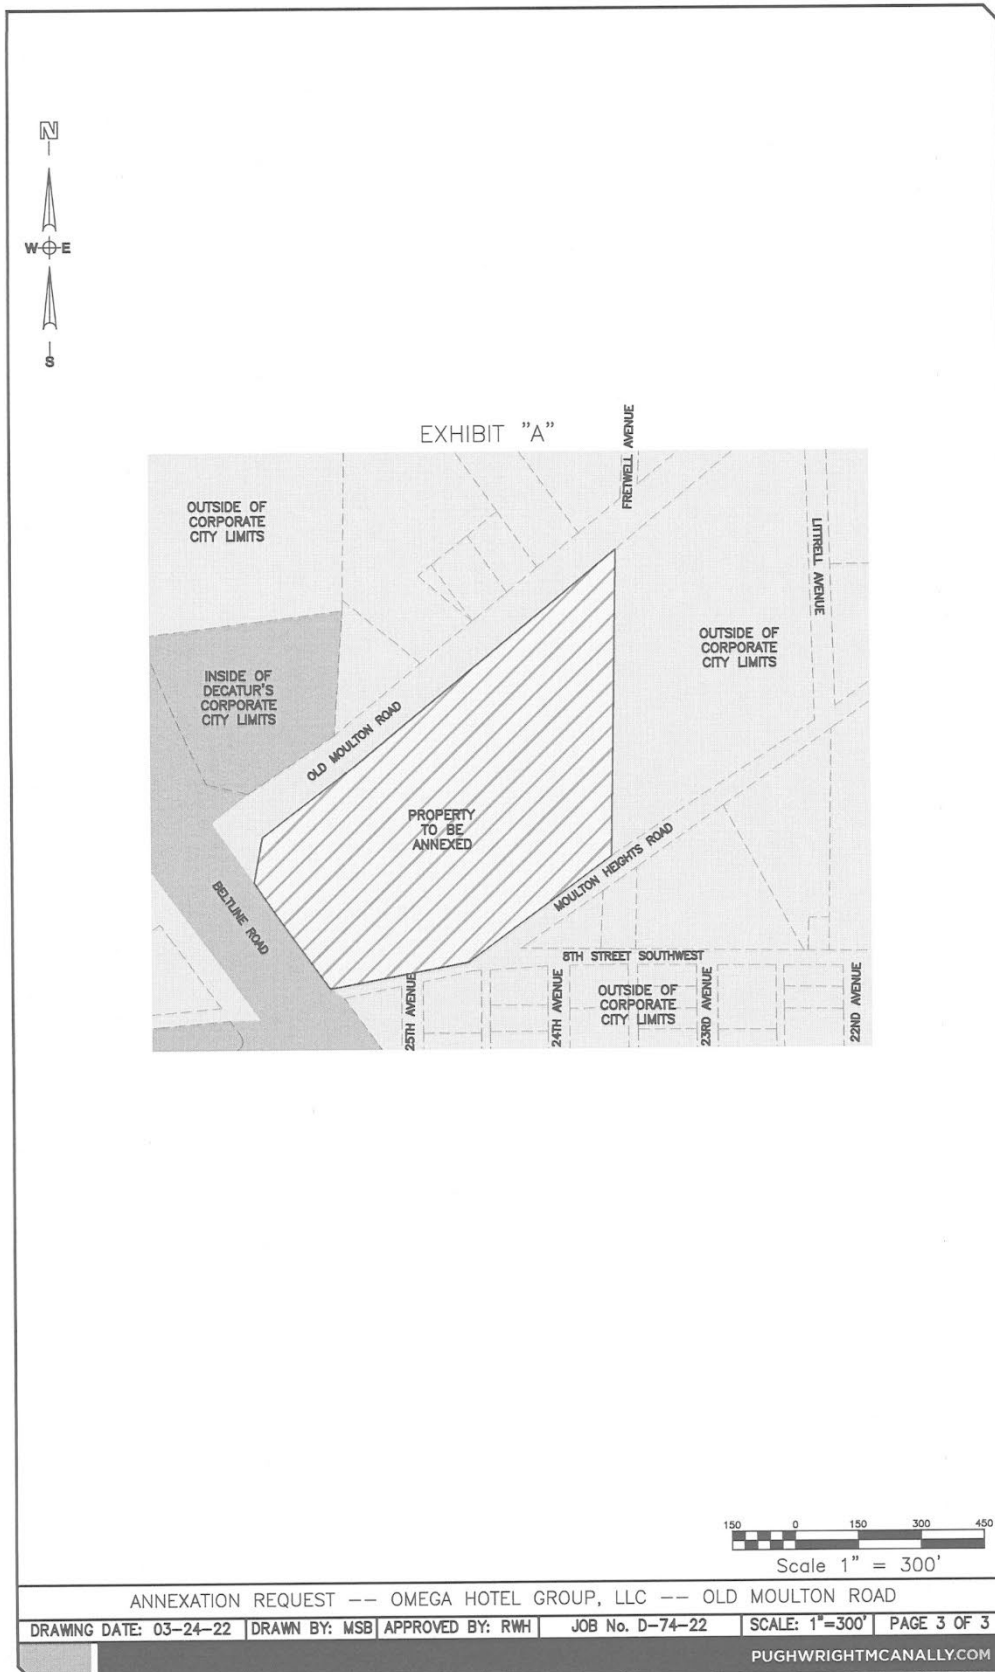 N
W E
S
EXHIBIT "A"
FRETWELL AVENUE
OUTSIDE OF
CORPORATE
CITY LIMITS
LITTRELL AVENUE
OUTSIDE OF
CORPORATE
CITY LIMITS
INSIDE OF
DECATUR'S
CORPORATE
CITY LIMITS
OLD MOULTON ROAD
PROPERTY
TO BE
ANNEXED
MOULTON HEIGHTS ROAD
BELTLINE ROAD
8TH STREET SOUTHWEST
25TH AVENUE
24TH AVENUE
OUTSIDE OF
CORPORATE
CITY LIMITS
23RD AVENUE
22ND AVENUE
150 0 150 300 450
Scale 1" = 300'
ANNEXATION REQUEST -- OMEGA HOTEL GROUP, LLC -- OLD MOULTON ROAD
DRAWING DATE: 03-24-22 DRAWN BY: MSB APPROVED BY: RWH JOB No. D-74-22 SCALE: 1"=300' PAGE 3 OF 3
PUGHWRIGHTMCANALLY.COM